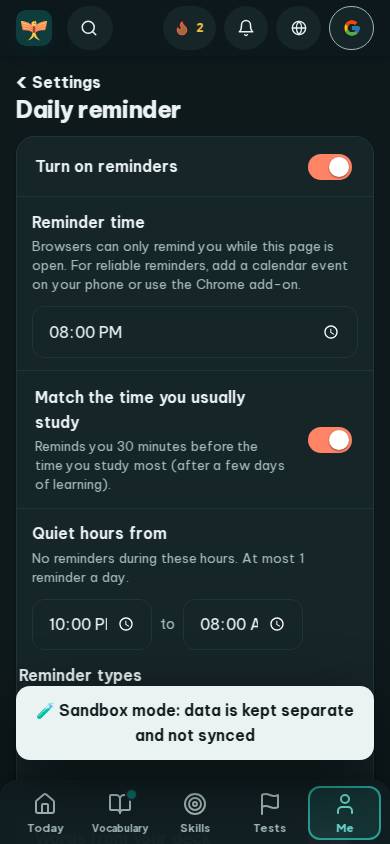 2
< Settings
Daily reminder
Turn on reminders
Reminder time
Browsers can only remind you while this page is
open. For reliable reminders, add a calendar event
on your phone or use the Chrome add-on.
08:00 PM
Match the time you usually
study
Reminds you 30 minutes before the
time you study most (after a few days
of learning).
Quiet hours from
No reminders during these hours. At most 1
reminder a day.
10:00 P to 08:00 A
Reminder types
🧪 Sandbox mode: data is kept separate
and not synced
Today Vocabulary Skills Tests Me